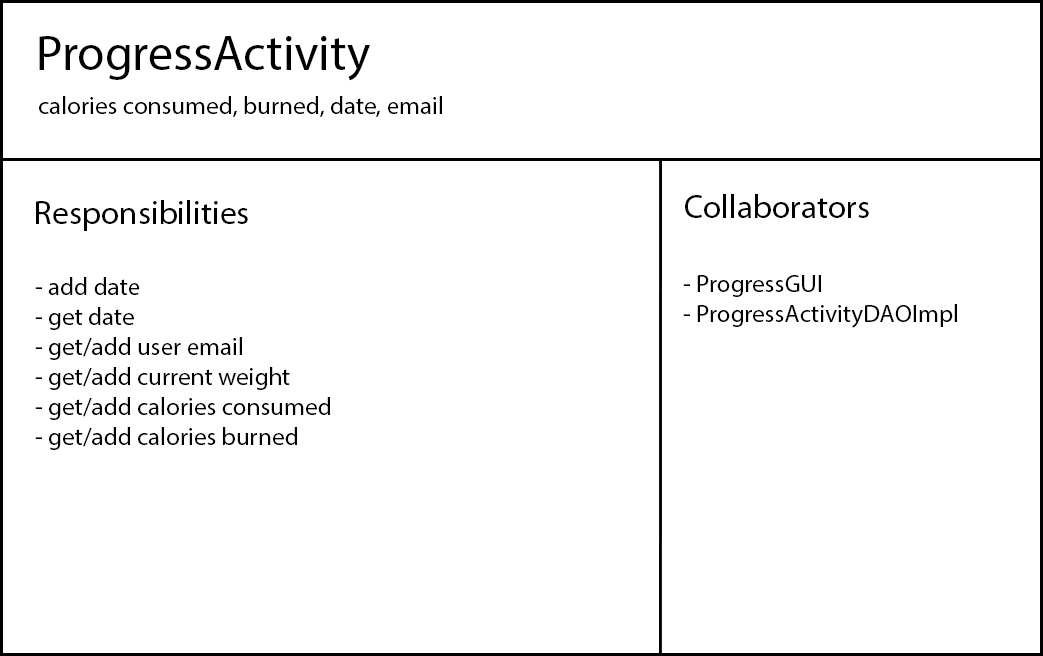 ProgressActivity
calories consumed, burned, date, email
Responsibilities
- add date
- get date
- get/add user email
- get/add current weight
- get/add calories consumed
- get/add calories burned
Collaborators
- ProgressGUI
- ProgressActivityDAOImpl